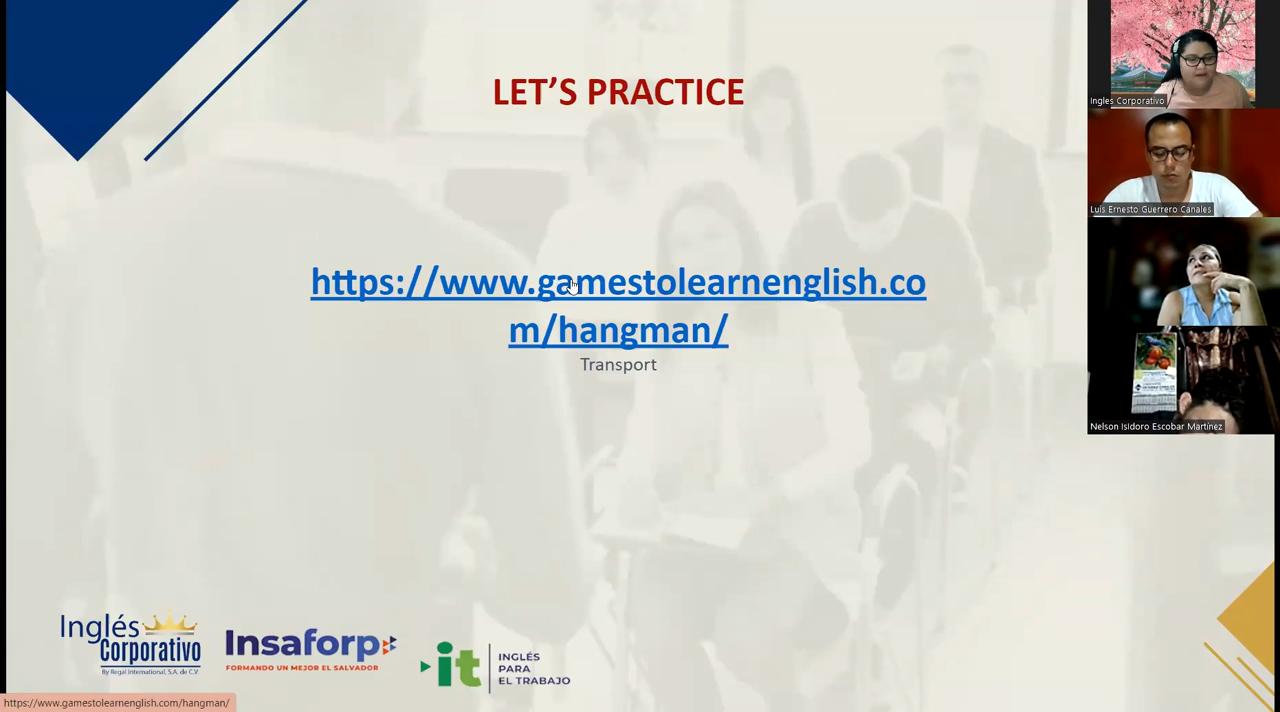 LET'S PRACTICE
https://www.gamestolearnenglish.co
m/hangman/
Transport
Ingles Corporativo
Luis Ernesto Guerrero Canales
Nelson Isidoro Escobar Martínez
Inglés
Corporativo
By Regal International, S.A. de C.V.
Insaforp
FORMANDO UN MEJOR EL SALVADOR
it
INGLÉS
PARA
EL TRABAJO
https://www.gamestolearnenglish.com/hangman/